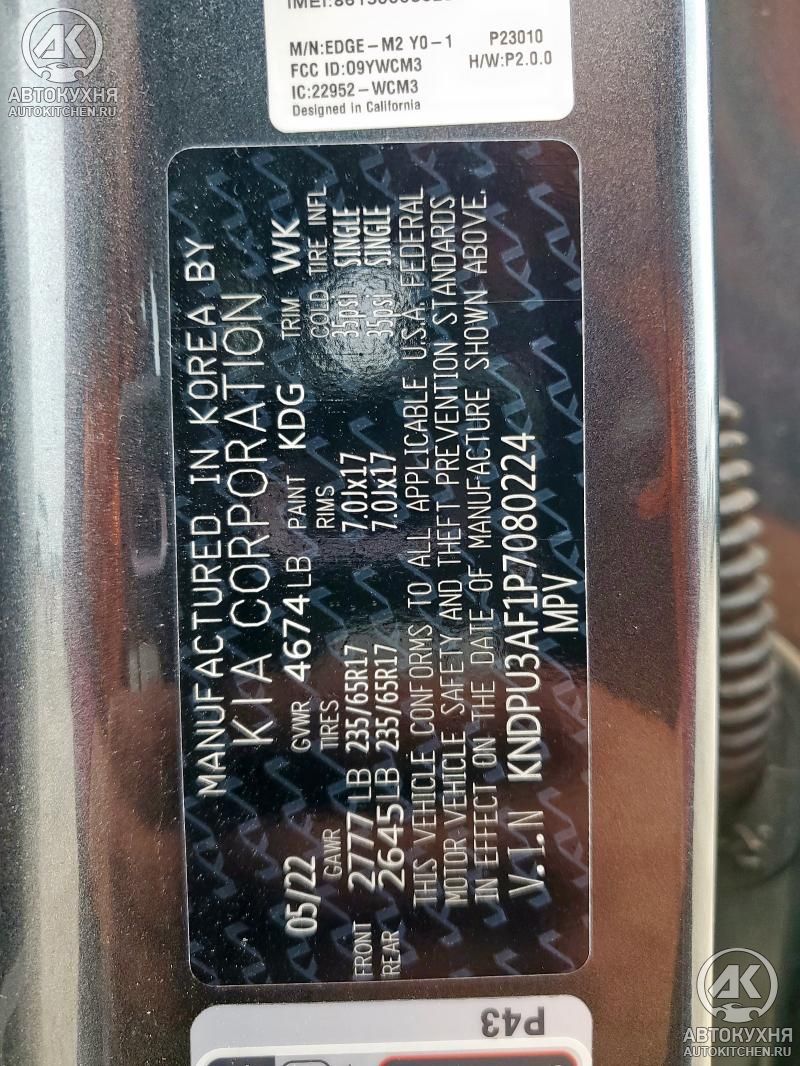 АВТОКУХНЯ
AUTOKITCHEN.RU
M/N:EDGE-M2 Y0-1 P23010
FCC ID:O9YWCM3 H/W:P2.0.0
IC:22952-WCM3
Designed in California
MANUFACTURED IN KOREA BY
KIA CORPORATION
05/22 GVWR 4674LB PAINT KDG TRIM WK
GAWR TIRES RIMS COLD TIRE INFL
FRONT 2777LB 235/65R17 7.0Jx17 35psi SINGLE
REAR 2645LB 235/65R17 7.0Jx17 35psi SINGLE
THIS VEHICLE CONFORMS TO ALL APPLICABLE U.S.A. FEDERAL
MOTOR VEHICLE SAFETY AND THEFT PREVENTION STANDARDS
IN EFFECT ON THE DATE OF MANUFACTURE SHOWN ABOVE.
V.I.N KNDPU3AF1P7080224
MPV
P43
АВТОКУХНЯ
AUTOKITCHEN.RU